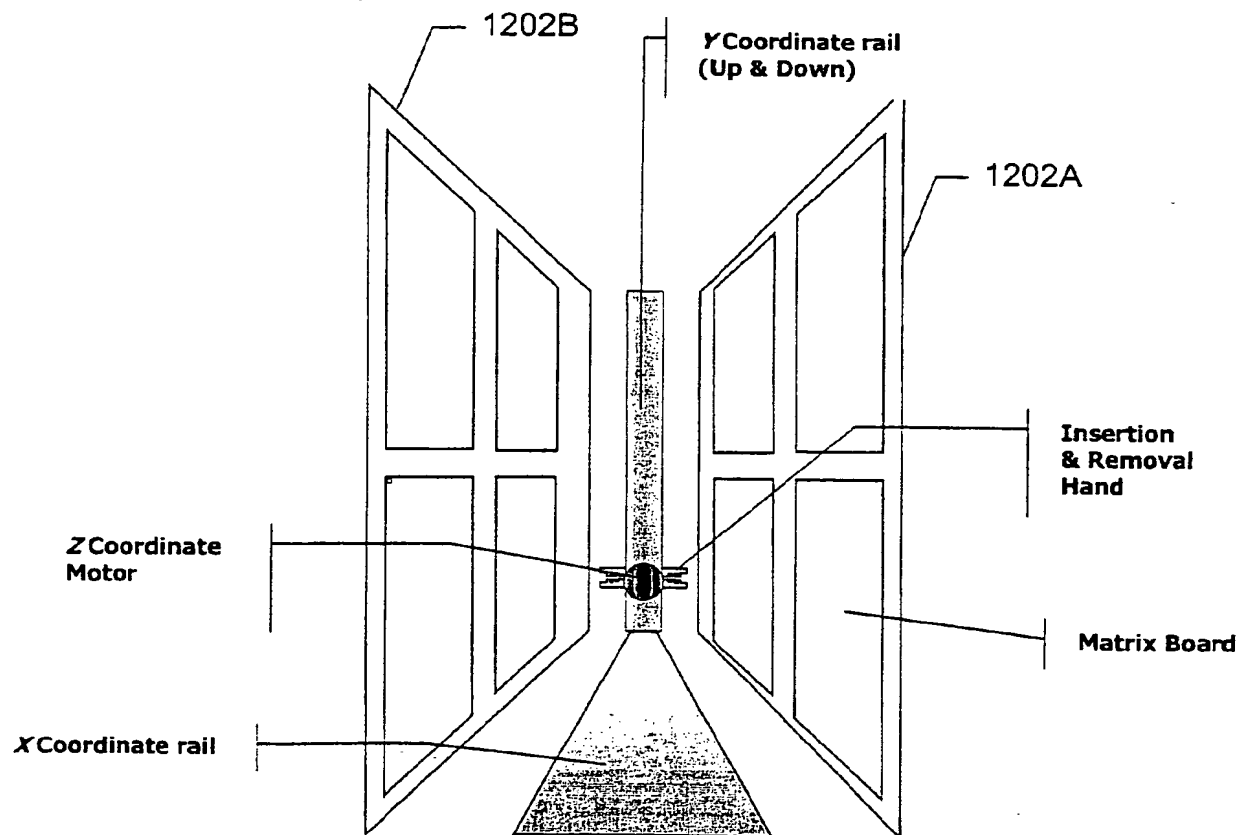 1202B
Y Coordinate rail
(Up & Down)
1202A
Insertion
& Removal
Hand
Z Coordinate
Motor
Matrix Board
X Coordinate rail